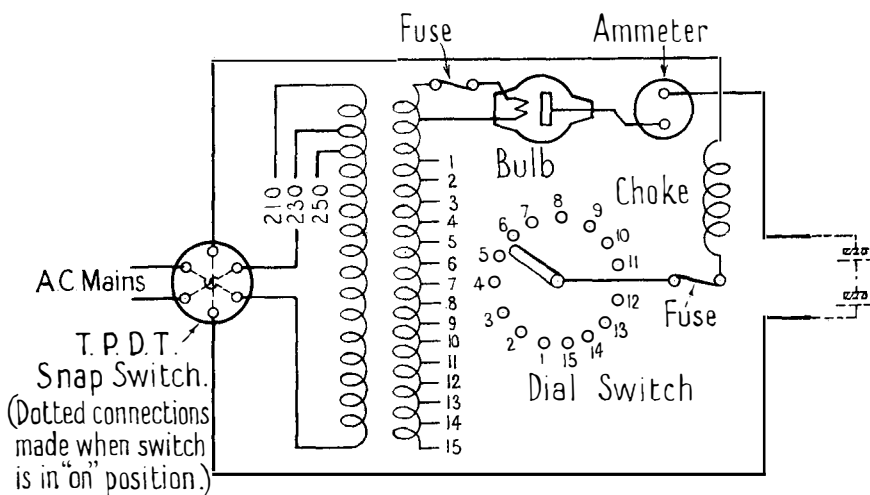 Fuse
Ammeter
210
230
250
Bulb
Choke
1
2
3
4
5
6
7
8
9
10
11
12
13
14
15
6
7
8
9
10
5
11
4
12
3
13
2
14
1
15
A.C. Mains
Fuse
Dial Switch
T. P. D. T.
Snap Switch.
(Dotted connections
made when switch
is in "on" position.)